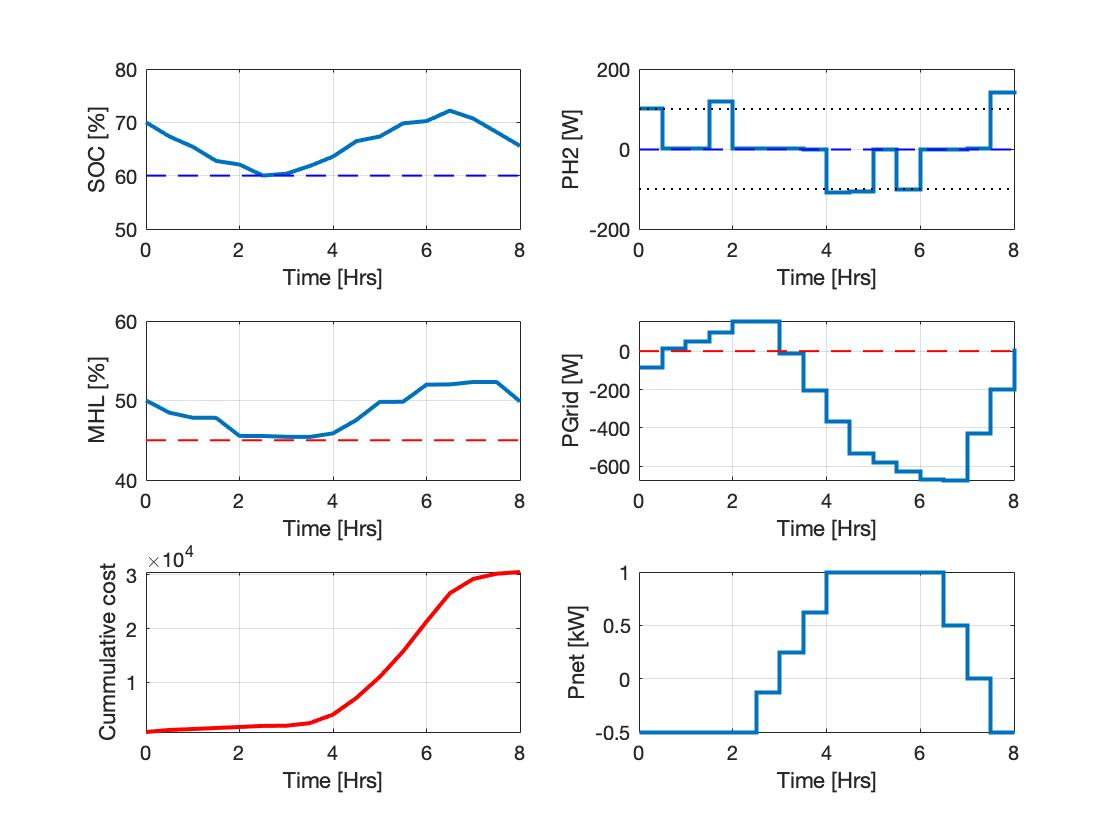 80
70
60
50
SOC [%]
0 2 4 6 8
Time [Hrs]
200
0
-200
PH2 [W]
0 2 4 6 8
Time [Hrs]
60
50
40
MHL [%]
0 2 4 6 8
Time [Hrs]
0
-200
-400
-600
PGrid [W]
0 2 4 6 8
Time [Hrs]
×10^4
3
2
1
Cummulative cost
0 2 4 6 8
Time [Hrs]
1
0.5
0
-0.5
Pnet [kW]
0 2 4 6 8
Time [Hrs]